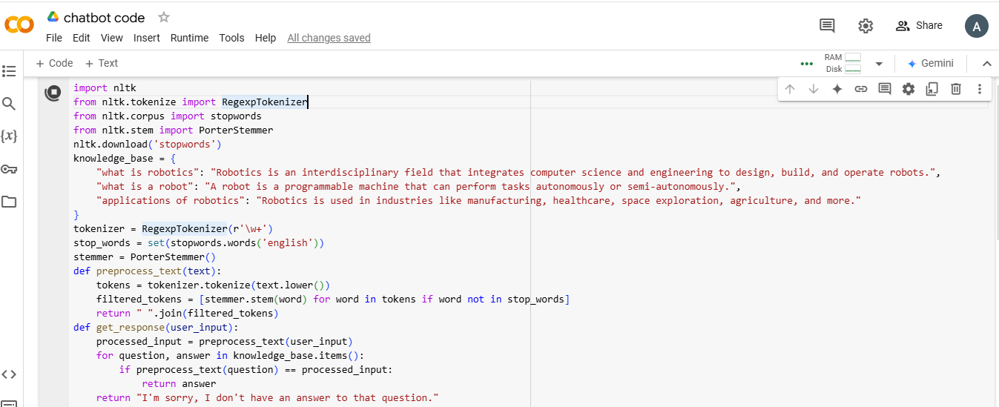 chatbot code
File Edit View Insert Runtime Tools Help All changes saved
Share
A
+ Code + Text
RAM
Disk
Gemini
import nltk
from nltk.tokenize import RegexpTokenizer
from nltk.corpus import stopwords
from nltk.stem import PorterStemmer
nltk.download('stopwords')
knowledge_base = {
    "what is robotics": "Robotics is an interdisciplinary field that integrates computer science and engineering to design, build, and operate robots.",
    "what is a robot": "A robot is a programmable machine that can perform tasks autonomously or semi-autonomously.",
    "applications of robotics": "Robotics is used in industries like manufacturing, healthcare, space exploration, agriculture, and more."
}
tokenizer = RegexpTokenizer(r'\w+')
stop_words = set(stopwords.words('english'))
stemmer = PorterStemmer()
def preprocess_text(text):
    tokens = tokenizer.tokenize(text.lower())
    filtered_tokens = [stemmer.stem(word) for word in tokens if word not in stop_words]
    return " ".join(filtered_tokens)
def get_response(user_input):
    processed_input = preprocess_text(user_input)
    for question, answer in knowledge_base.items():
        if preprocess_text(question) == processed_input:
            return answer
    return "I'm sorry, I don't have an answer to that question."